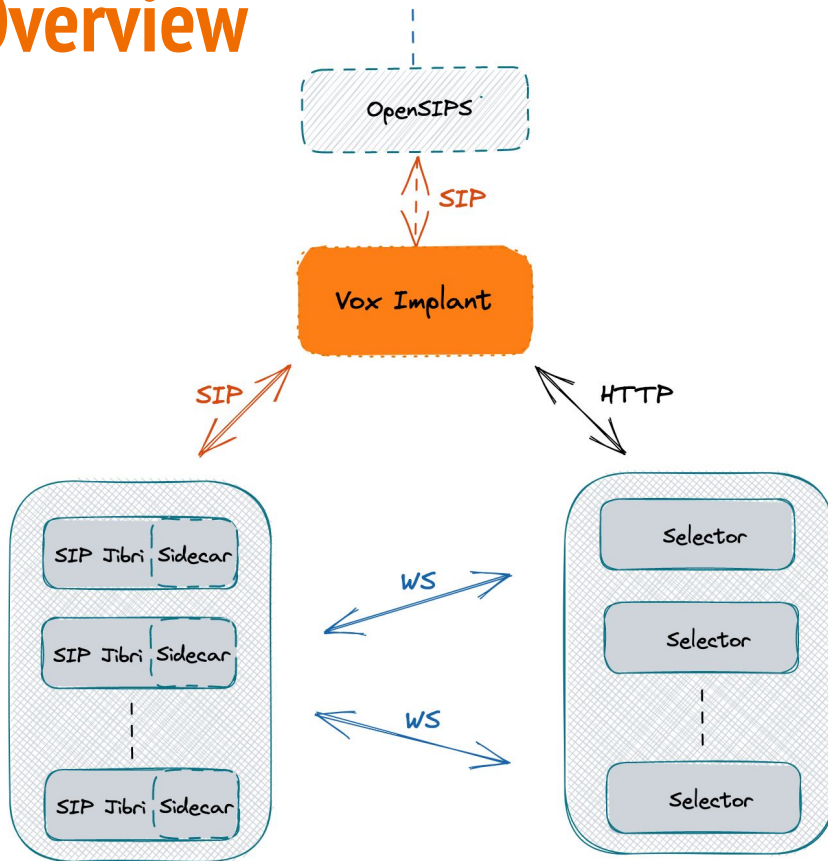 Overview
OpenSIPS
SIP
Vox Implant
SIP
HTTP
SIP Jibri Sidecar
Selector
WS
SIP Jibri Sidecar
Selector
WS
SIP Jibri Sidecar
Selector